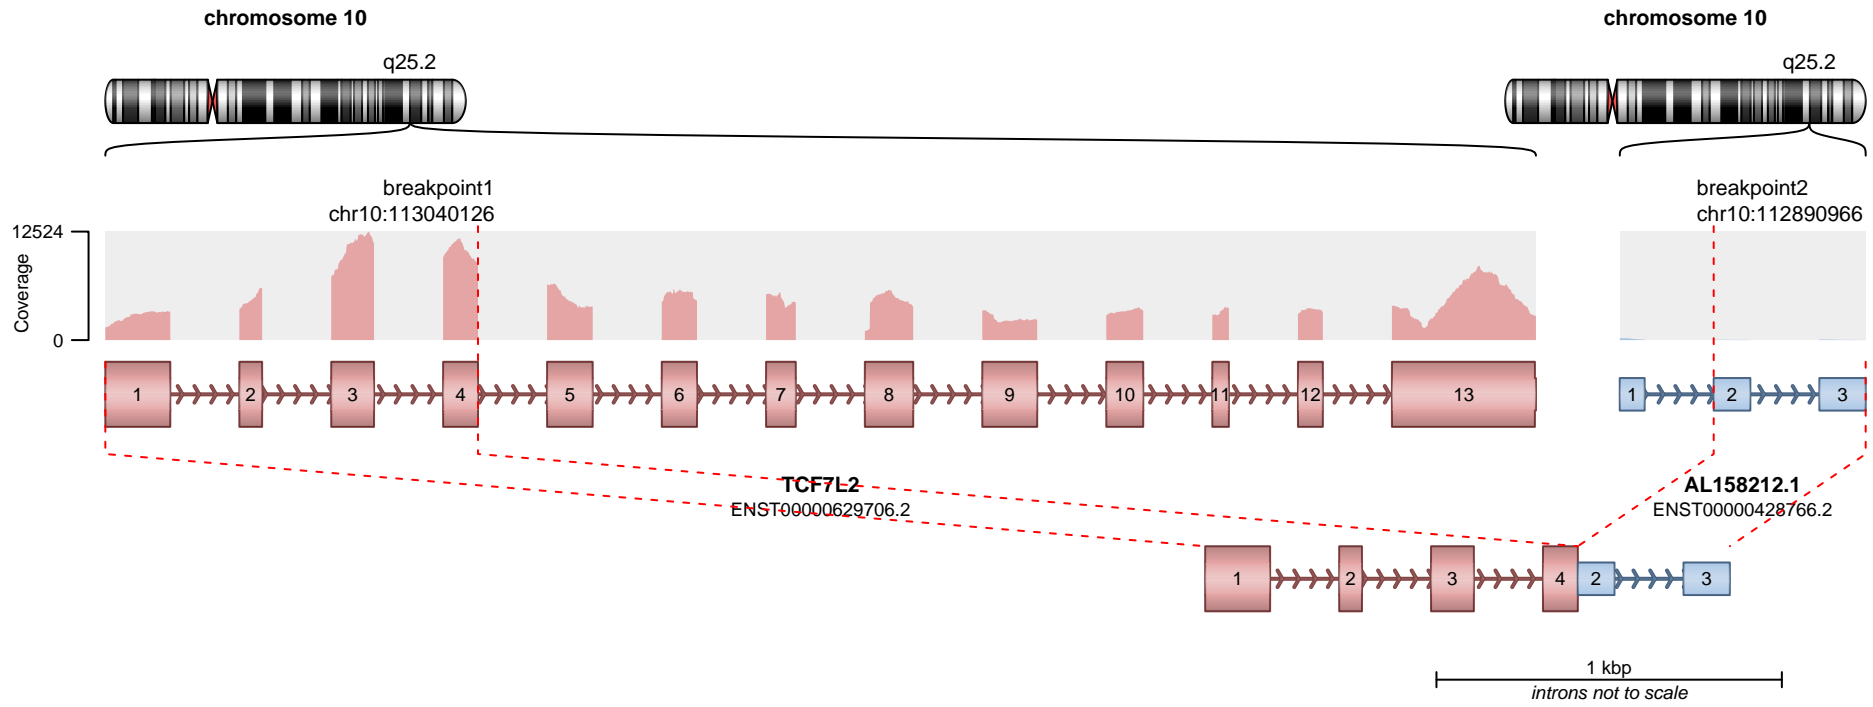 chromosome 10
chromosome 10
q25.2
q25.2
breakpoint1
chr10:113040126
breakpoint2
chr10:112890966
12524
Coverage
0
1 2 3 4 5 6 7 8 9 10 11 12 13
1 2 3
TCF7L2
ENST00000629706.2
AL158212.1
ENST00000428766.2
1 2 3 4 2 3
1 kbp
introns not to scale